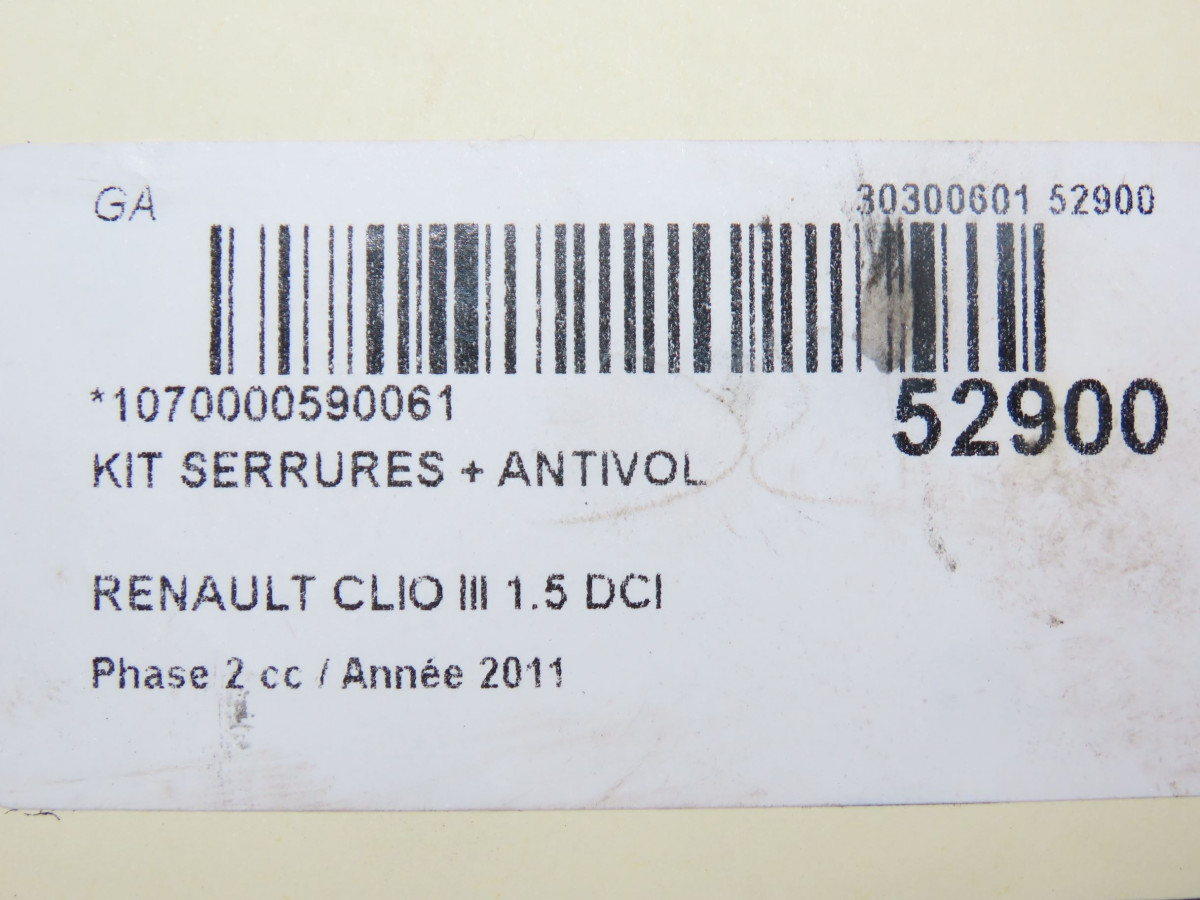 GA
30300601 52900
*1070000590061
52900
KIT SERRURES + ANTIVOL
RENAULT CLIO III 1.5 DCI
Phase 2 cc / Année 2011